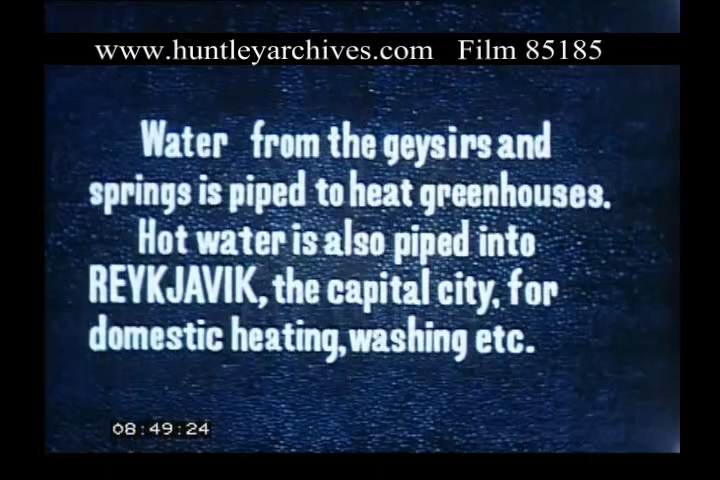 www.huntleyarchives.com Film 85185
Water from the geysirs and
springs is piped to heat greenhouses.
Hot water is also piped into
REYKJAVIK, the capital city, for
domestic heating, washing etc.
08:49:24